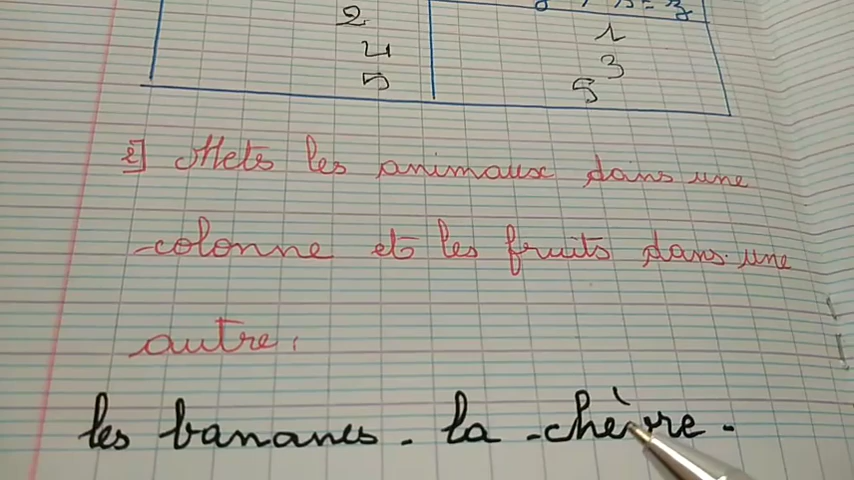 2 1
4 3
5 5
2] Mets les animaux dans une
colonne et les fruits dans une
autre.
les bananes - la chèvre -